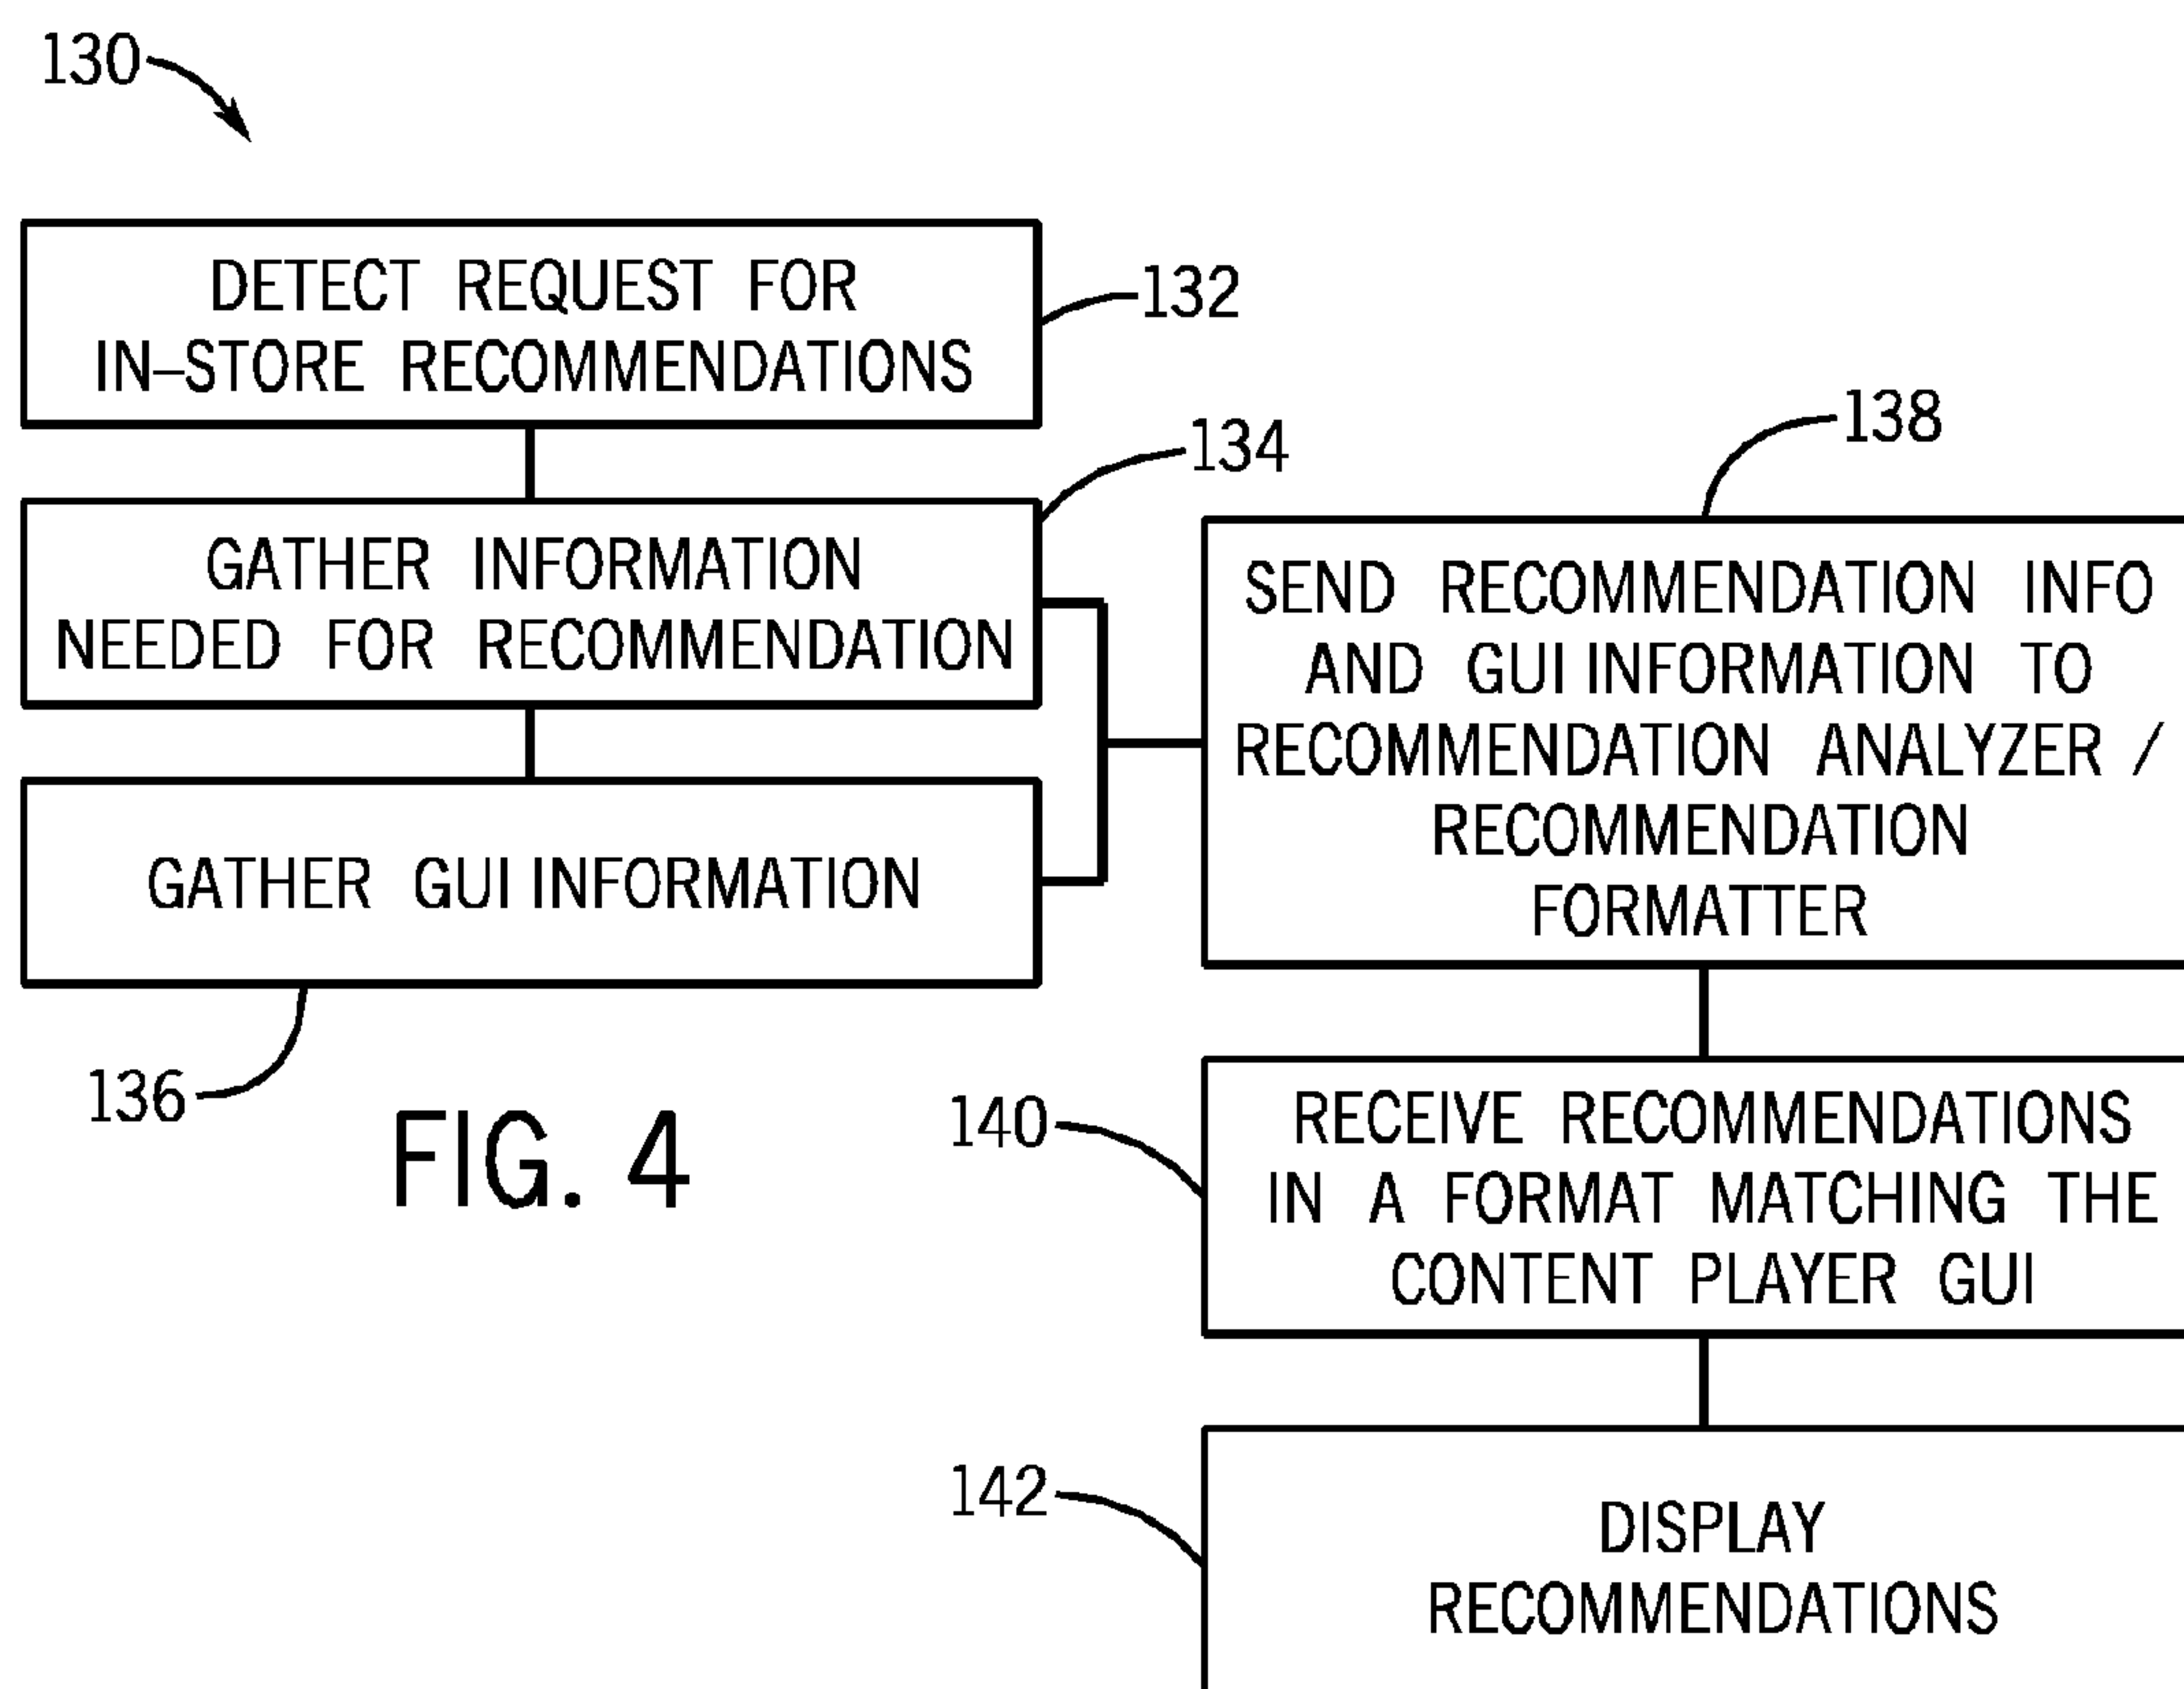 130
DETECT REQUEST FOR
IN–STORE RECOMMENDATIONS
132
GATHER INFORMATION
NEEDED FOR RECOMMENDATION
134
GATHER GUI INFORMATION
136
138
SEND RECOMMENDATION INFO
AND GUI INFORMATION TO
RECOMMENDATION ANALYZER /
RECOMMENDATION
FORMATTER
140
RECEIVE RECOMMENDATIONS
IN A FORMAT MATCHING THE
CONTENT PLAYER GUI
142
DISPLAY
RECOMMENDATIONS
FIG. 4